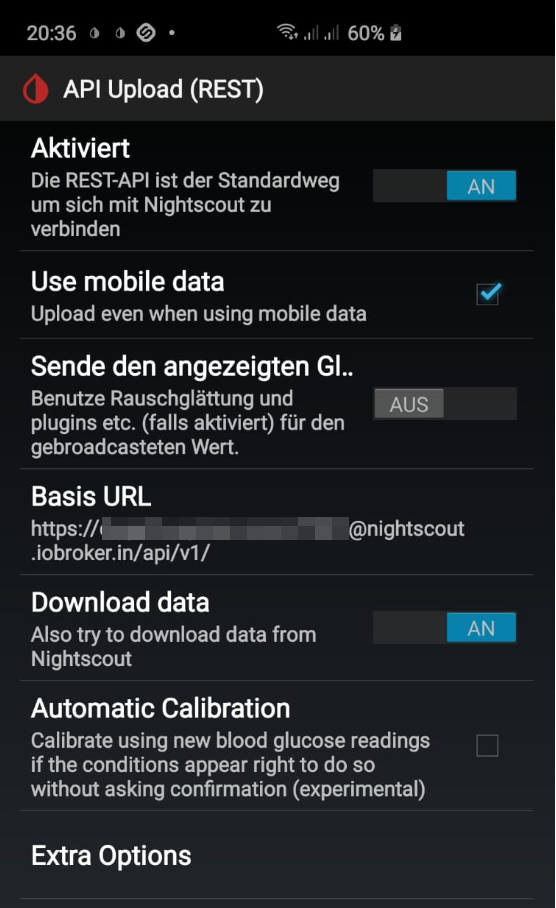 20:36 60%
API Upload (REST)
Aktiviert
Die REST-API ist der Standardweg
um sich mit Nightscout zu
verbinden
AN
Use mobile data
Upload even when using mobile data
Sende den angezeigten Gl..
Benutze Rauschglättung und
plugins etc. (falls aktiviert) für den
gebroadcasteten Wert.
AUS
Basis URL
https:// @nightscout
.iobroker.in/api/v1/
Download data
Also try to download data from
Nightscout
AN
Automatic Calibration
Calibrate using new blood glucose readings
if the conditions appear right to do so
without asking confirmation (experimental)
Extra Options